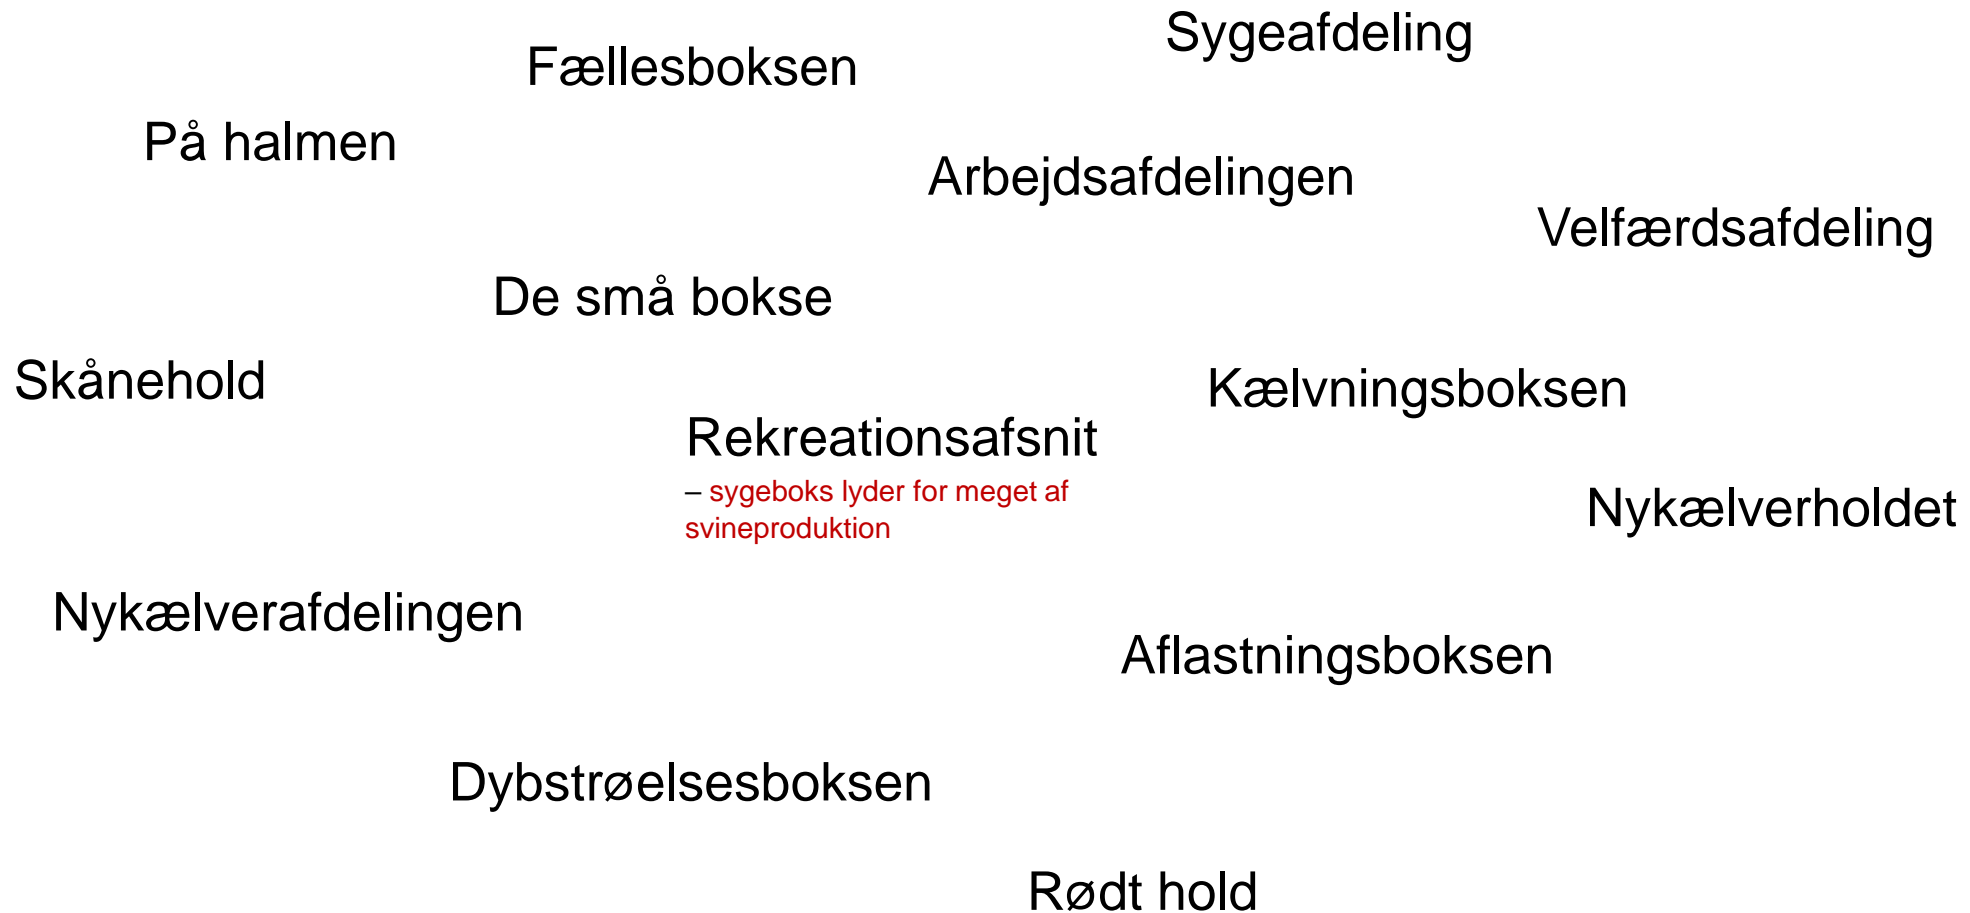 Sygeafdeling
Fællesboksen
På halmen
Arbejdsafdelingen
Velfærdsafdeling
De små bokse
Skånehold
Kælvningsboksen
Rekreationsafsnit
– sygeboks lyder for meget af
svineproduktion
Nykælverholdet
Nykælverafdelingen
Aflastningsboksen
Dybstrøelsesboksen
Rødt hold